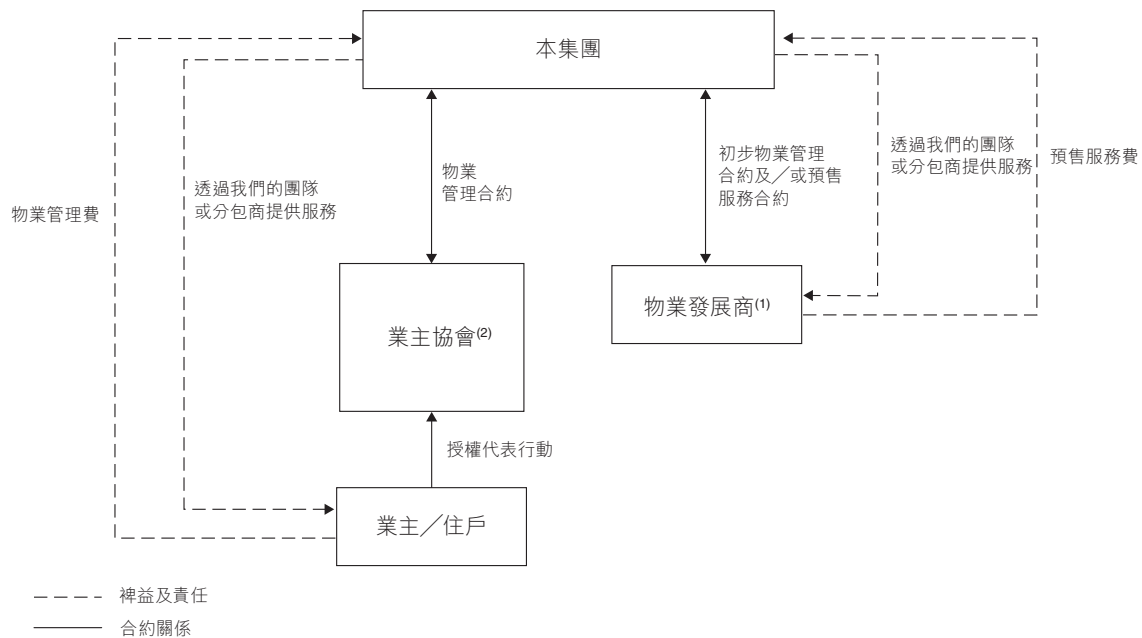 本集團
物業管理費
透過我們的團隊
或分包商提供服務
物業
管理合約
初步物業管理
合約及╱或預售
服務合約
透過我們的團隊
或分包商提供服務
預售服務費
業主協會(2)
物業發展商(1)
授權代表行動
業主╱住戶
裨益及責任
合約關係